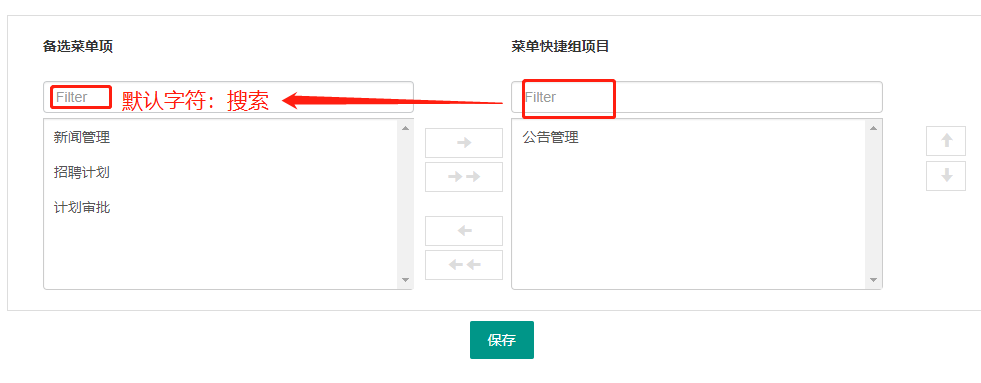 备选菜单项
菜单快捷组项目
Filter
默认字符：搜索
Filter
新闻管理
招聘计划
计划审批
公告管理
保存